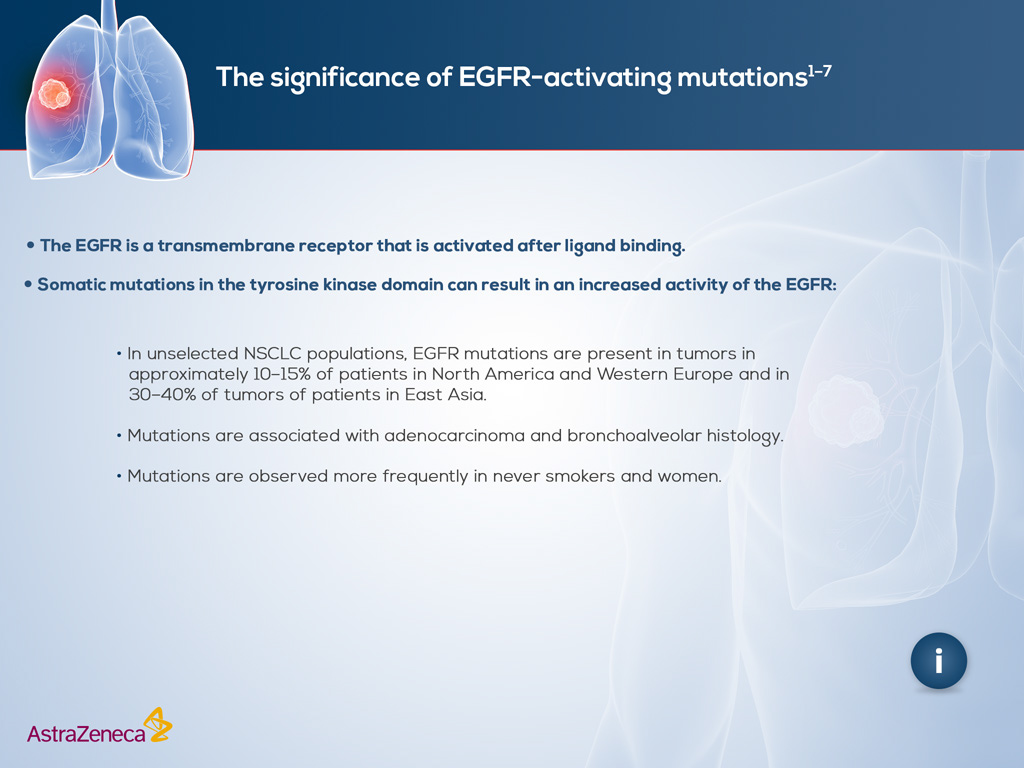 The significance of EGFR-activating mutations1–7
• The EGFR is a transmembrane receptor that is activated after ligand binding.
• Somatic mutations in the tyrosine kinase domain can result in an increased activity of the EGFR:
• In unselected NSCLC populations, EGFR mutations are present in tumors in
approximately 10–15% of patients in North America and Western Europe and in
30–40% of tumors of patients in East Asia.
• Mutations are associated with adenocarcinoma and bronchoalveolar histology.
• Mutations are observed more frequently in never smokers and women.
i
AstraZeneca